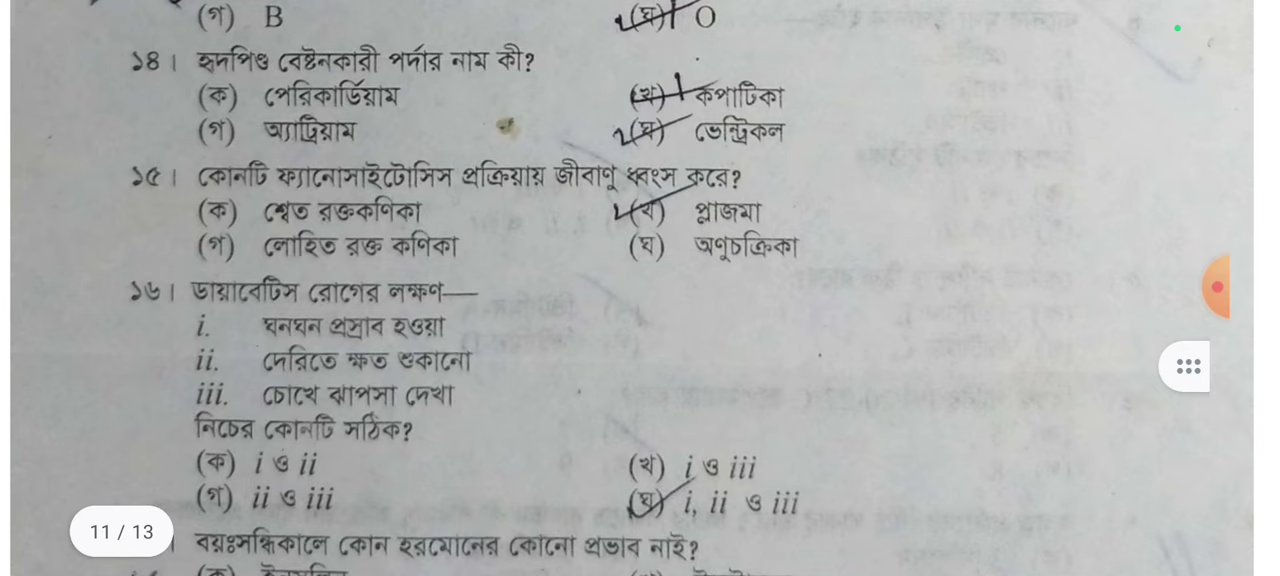 (গ) B (ঘ) O
১৪। হৃদপিণ্ড বেষ্টনকারী পর্দার নাম কী?
(ক) পেরিকার্ডিয়াম (খ) কপাটিকা
(গ) অ্যাট্রিয়াম (ঘ) ভেন্ট্রিকল
১৫। কোনটি ফ্যাগোসাইটোসিস প্রক্রিয়ায় জীবাণু ধ্বংস করে?
(ক) শ্বেত রক্তকণিকা (খ) প্লাজমা
(গ) লোহিত রক্ত কণিকা (ঘ) অণুচক্রিকা
১৬। ডায়াবেটিস রোগের লক্ষণ—
i. ঘনঘন প্রস্রাব হওয়া
ii. দেরিতে ক্ষত শুকানো
iii. চোখে ঝাপসা দেখা
নিচের কোনটি সঠিক?
(ক) i ও ii (খ) i ও iii
(গ) ii ও iii (ঘ) i, ii ও iii
11 / 13
। বয়ঃসন্ধিকালে কোন হরমোনের কোনো প্রভাব নাই?